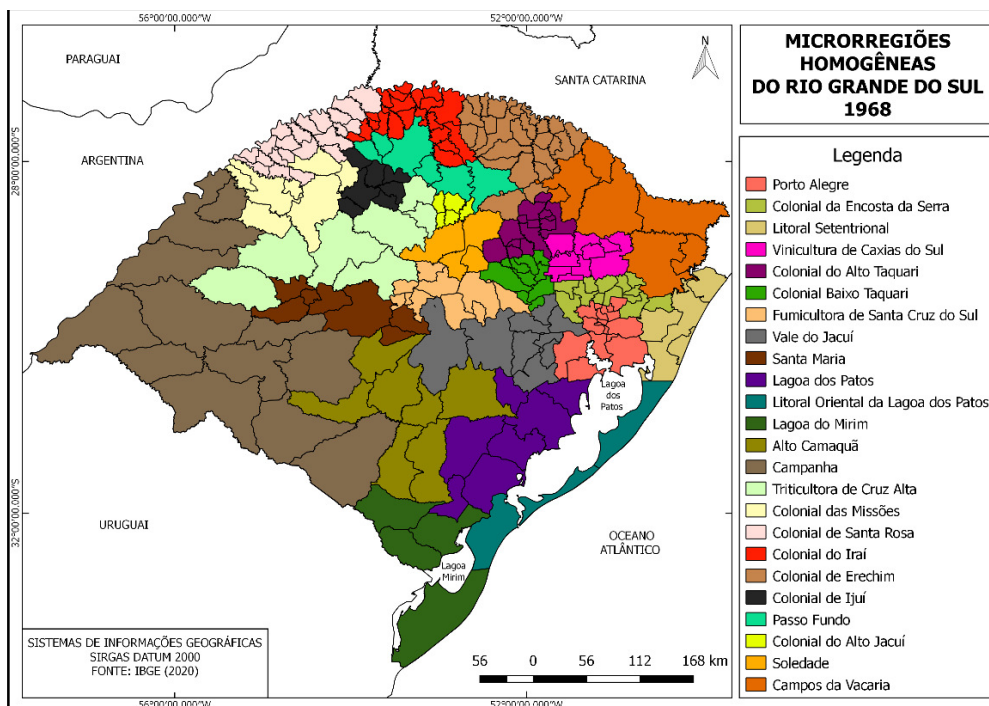 56°00'00.000"W
52°00'00.000"W
PARAGUAI
SANTA CATARINA
N
ARGENTINA
28°00'00.000"S
32°00'00.000"S
Lagoa
dos
Patos
URUGUAI
OCEANO
ATLÂNTICO
Lagoa
Mirim
SISTEMAS DE INFORMAÇÕES GEOGRÁFICAS
SIRGAS DATUM 2000
FONTE: IBGE (2020)
56 0 56 112 168 km
56°00'00.000"W
52°00'00.000"W
MICRORREGIÕES
HOMOGÊNEAS
DO RIO GRANDE DO SUL
1968
Legenda
Porto Alegre
Colonial da Encosta da Serra
Litoral Setentrional
Vinicultura de Caxias do Sul
Colonial do Alto Taquari
Colonial Baixo Taquari
Fumicultora de Santa Cruz do Sul
Vale do Jacuí
Santa Maria
Lagoa dos Patos
Litoral Oriental da Lagoa dos Patos
Lagoa do Mirim
Alto Camaquã
Campanha
Triticultora de Cruz Alta
Colonial das Missões
Colonial de Santa Rosa
Colonial do Iraí
Colonial de Erechim
Colonial de Ijuí
Passo Fundo
Colonial do Alto Jacuí
Soledade
Campos da Vacaria